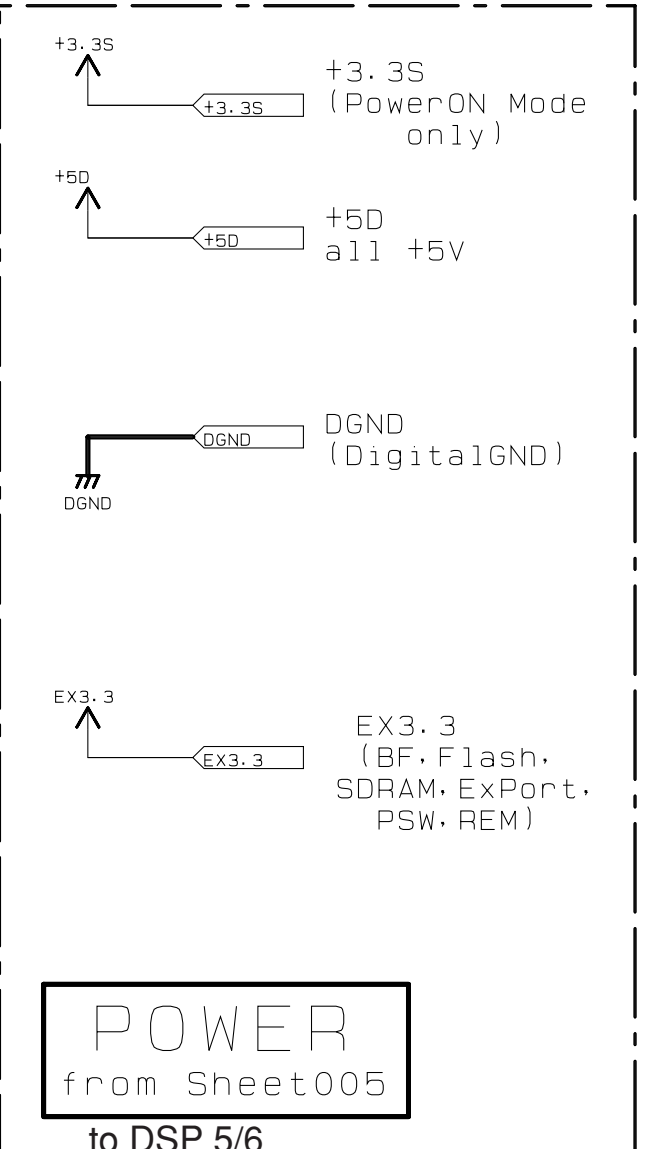 +3.3S
+3.3S
+3.3S
(PowerON Mode
only)
+5D
+5D
+5D
all +5V
DGND
DGND
DGND
(DigitalGND)
EX3.3
EX3.3
EX3.3
(BF,Flash,
SDRAM,ExPort,
PSW,REM)
POWER
from Sheet005
to DSP 5/6